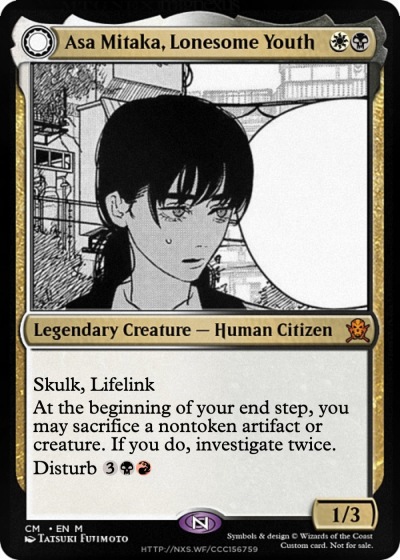 Asa Mitaka, Lonesome Youth
Legendary Creature — Human Citizen
Skulk, Lifelink
At the beginning of your end step, you
may sacrifice a nontoken artifact or
creature. If you do, investigate twice.
Disturb 3
1/3
CM • EN M
Tatsuki Fujimoto
N
Symbols & design © Wizards of the Coast
Custom card. Not for sale.
HTTP://NXS.WF/CCC156759